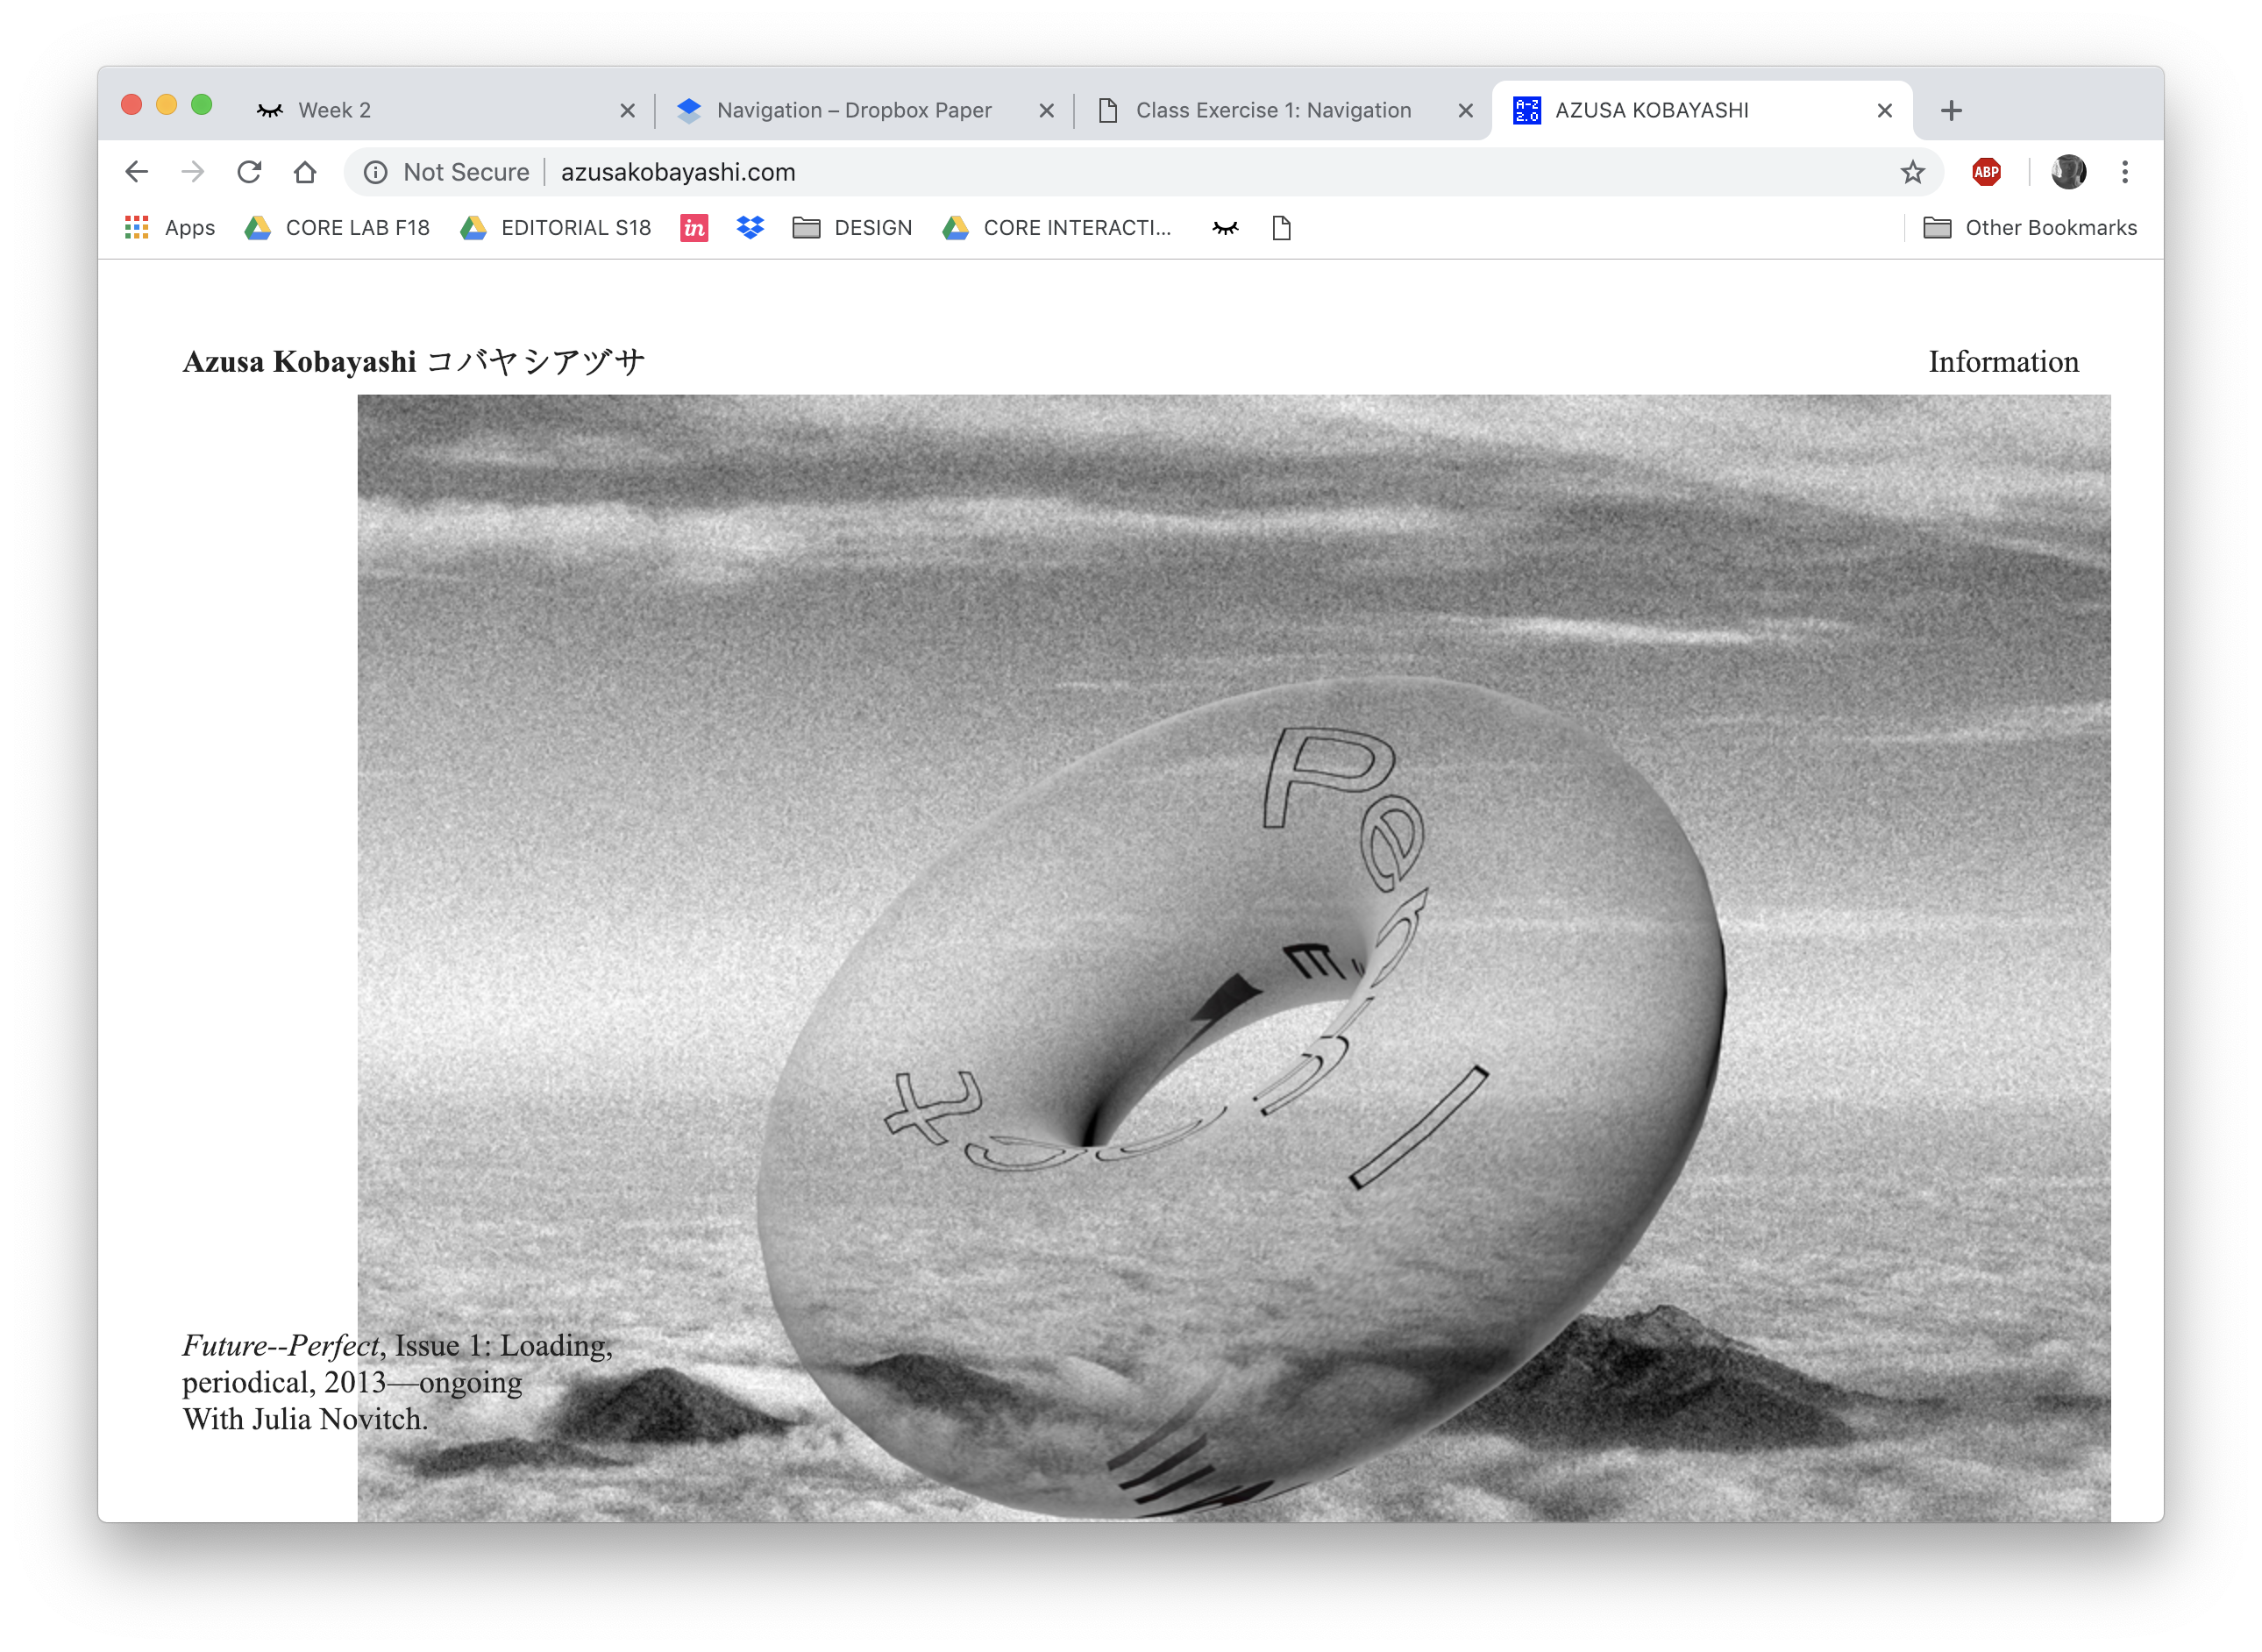 Week 2
Navigation – Dropbox Paper
Class Exercise 1: Navigation
A-Z
2.0
AZUSA KOBAYASHI
Not Secure
azusakobayashi.com
ABP
Apps
CORE LAB F18
EDITORIAL S18
in
DESIGN
CORE INTERACTI...
Other Bookmarks
Azusa Kobayashi コバヤシアヅサ
Information
Future--Perfect, Issue 1: Loading,
periodical, 2013—ongoing
With Julia Novitch.